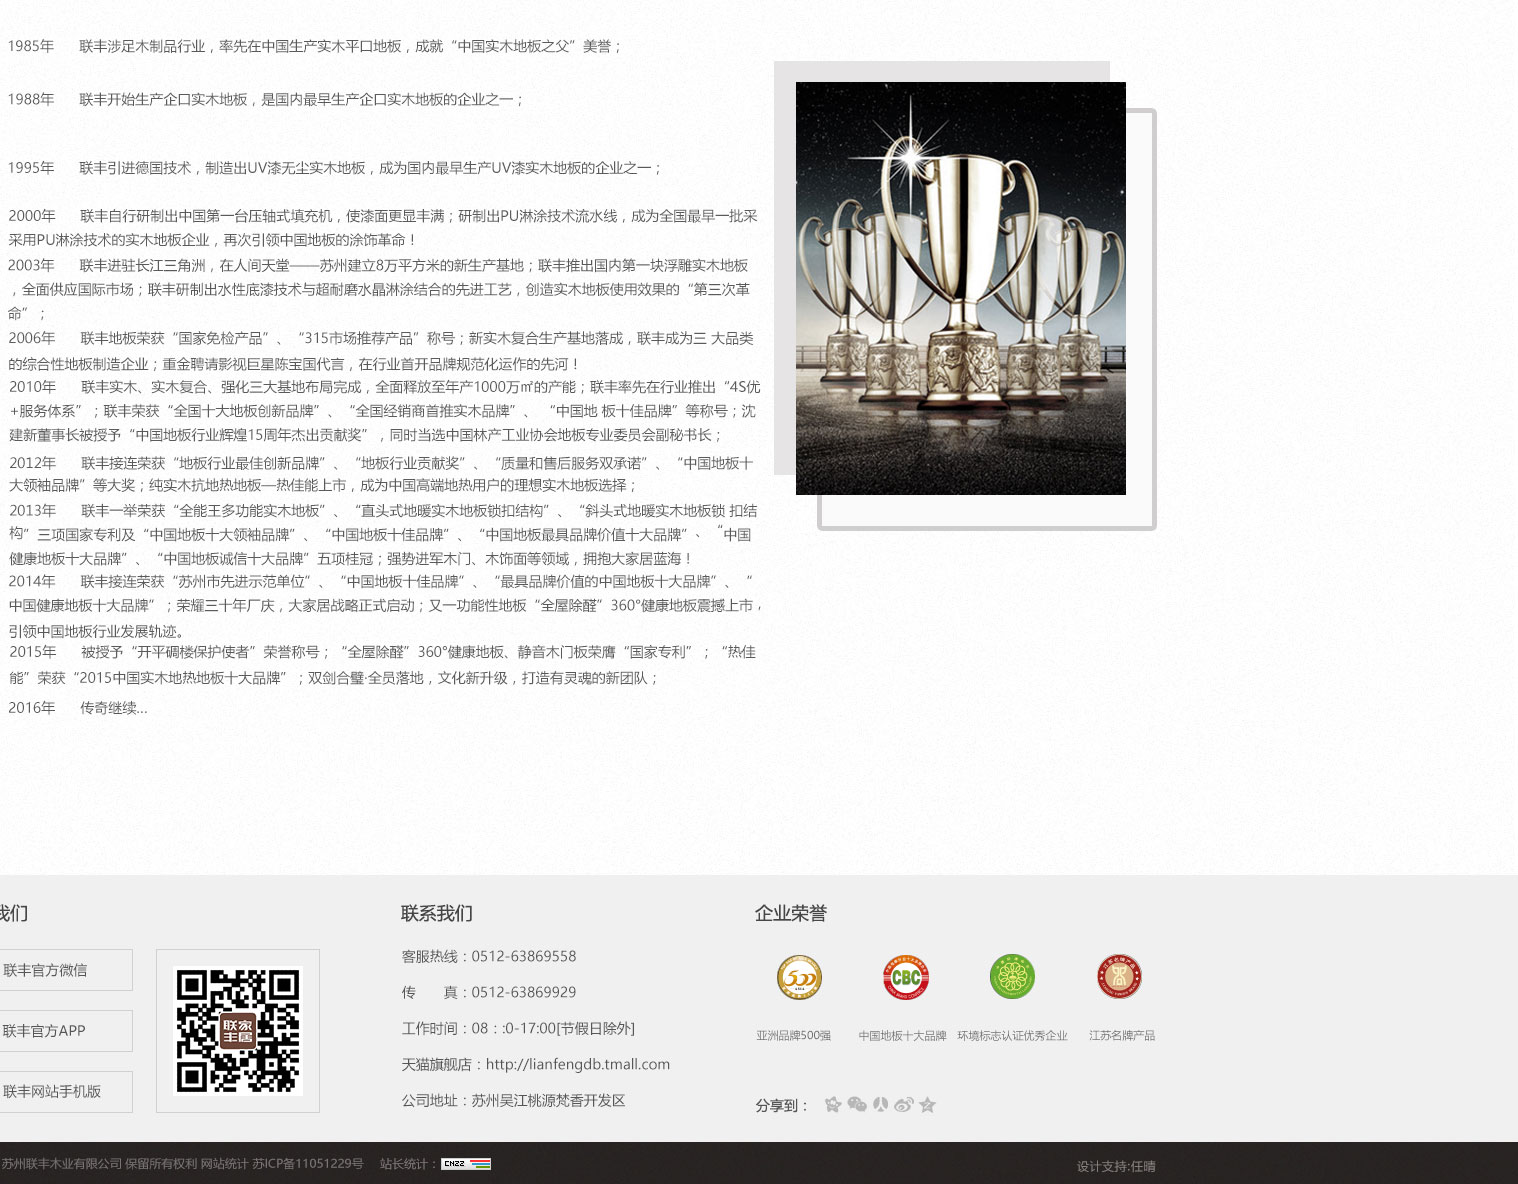 1985年 联丰涉足木制品行业，率先在中国生产实木平口地板，成就“中国实木地板之父”美誉；
1988年 联丰开始生产企口实木地板，是国内最早生产企口实木地板的企业之一；
1995年 联丰引进德国技术，制造出UV漆无尘实木地板，成为国内最早生产UV漆实木地板的企业之一；
2000年 联丰自行研制出中国第一台压轴式填充机，使漆面更显丰满；研制出PU淋涂技术流水线，成为全国最早一批采
采用PU淋涂技术的实木地板企业，再次引领中国地板的涂饰革命！
2003年 联丰进驻长江三角洲，在人间天堂——苏州建立8万平方米的新生产基地；联丰推出国内第一块浮雕实木地板
，全面供应国际市场；联丰研制出水性底漆技术与超耐磨水晶淋涂结合的先进工艺，创造实木地板使用效果的“第三次革
命”；
2006年 联丰地板荣获“国家免检产品”、“315市场推荐产品”称号；新实木复合生产基地落成，联丰成为三 大品类
的综合性地板制造企业；重金聘请影视巨星陈宝国代言，在行业首开品牌规范化运作的先河！
2010年 联丰实木、实木复合、强化三大基地布局完成，全面释放至年产1000万㎡的产能；联丰率先在行业推出“4S优
+服务体系”；联丰荣获“全国十大地板创新品牌”、“全国经销商首推实木品牌”、 “中国地 板十佳品牌”等称号；沈
建新董事长被授予“中国地板行业辉煌15周年杰出贡献奖”，同时当选中国林产工业协会地板专业委员会副秘书长；
2012年 联丰接连荣获“地板行业最佳创新品牌”、“地板行业贡献奖”、“质量和售后服务双承诺”、“中国地板十
大领袖品牌”等大奖；纯实木抗地热地板—热佳能上市，成为中国高端地热用户的理想实木地板选择；
2013年 联丰一举荣获“全能王多功能实木地板”、“直头式地暖实木地板锁扣结构”、“斜头式地暖实木地板锁 扣结
构”三项国家专利及“中国地板十大领袖品牌”、“中国地板十佳品牌”、“中国地板最具品牌价值十大品牌”、“中国
健康地板十大品牌”、“中国地板诚信十大品牌”五项桂冠；强势进军木门、木饰面等领域，拥抱大家居蓝海！
2014年 联丰接连荣获“苏州市先进示范单位”、“中国地板十佳品牌”、“最具品牌价值的中国地板十大品牌”、“
中国健康地板十大品牌”；荣耀三十年厂庆，大家居战略正式启动；又一功能性地板“全屋除醛”360°健康地板震撼上市，
引领中国地板行业发展轨迹。
2015年 被授予“开平碉楼保护使者”荣誉称号；“全屋除醛”360°健康地板、静音木门板荣膺“国家专利”；“热佳
能”荣获“2015中国实木地热地板十大品牌”；双剑合璧·全员落地，文化新升级，打造有灵魂的新团队；
2016年 传奇继续...
我们
联丰官方微信
联丰官方APP
联丰网站手机版
联家
丰居
联系我们
客服热线：0512-63869558
传 真：0512-63869929
工作时间：08：:0-17:00[节假日除外]
天猫旗舰店：http://lianfengdb.tmall.com
公司地址：苏州吴江桃源梵香开发区
企业荣誉
500
CBC
亚洲品牌500强 中国地板十大品牌 环境标志认证优秀企业 江苏名牌产品
分享到：
苏州联丰木业有限公司 保留所有权利 网站统计 苏ICP备11051229号 站长统计：CNZZ
设计支持:任晴